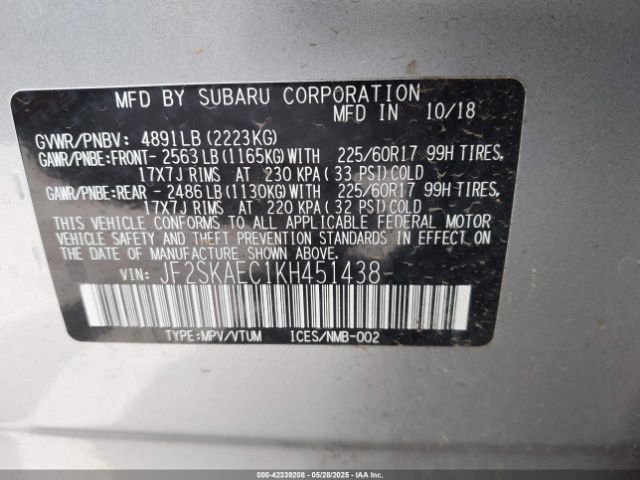 MFD BY SUBARU CORPORATION
MFD IN 10/18
GVWR/PNBV: 4891LB(2223KG)
GAWR/PNBE:FRONT- 2563LB(1165KG)WITH 225/60R17 99H TIRES,
17X7J RIMS AT 230 KPA(33 PSI)COLD
GAWR/PNBE:REAR - 2486LB(1130KG)WITH 225/60R17 99H TIRES,
17X7J RIMS AT 220 KPA(32 PSI)COLD
THIS VEHICLE CONFORMS TO ALL APPLICABLE FEDERAL MOTOR
VEHICLE SAFETY AND THEFT PREVENTION STANDARDS IN EFFECT
ON THE DATE OF MANUFACTURE SHOWN ABOVE.
VIN: JF2SKAEC1KH451438
TYPE:MPV/VTUM ICES/NMB-002
000-42339208 - 05/28/2025 - IAA Inc.